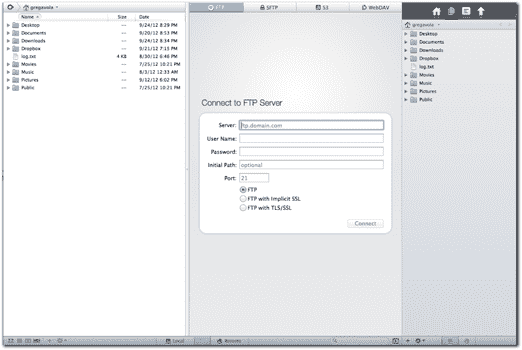 gregavola
FTP
SFTP
S3
WebDAV
Name Size Date
Desktop -- 9/24/12 8:29 PM
Documents -- 9/20/12 8:53 PM
Downloads -- 9/24/12 8:34 PM
Dropbox -- 9/21/12 7:15 PM
log.txt 4 KB 8/30/12 6:46 PM
Movies -- 7/25/12 10:21 PM
Music -- 8/3/12 12:33 AM
Pictures -- 9/12/12 6:03 PM
Public -- 7/25/12 10:21 PM
Connect to FTP Server
Server: ftp.domain.com
User Name:
Password:
Initial Path: optional
Port: 21
FTP
FTP with Implicit SSL
FTP with TLS/SSL
Connect
gregavola
Desktop
Documents
Downloads
Dropbox
log.txt
Movies
Music
Pictures
Public
Local